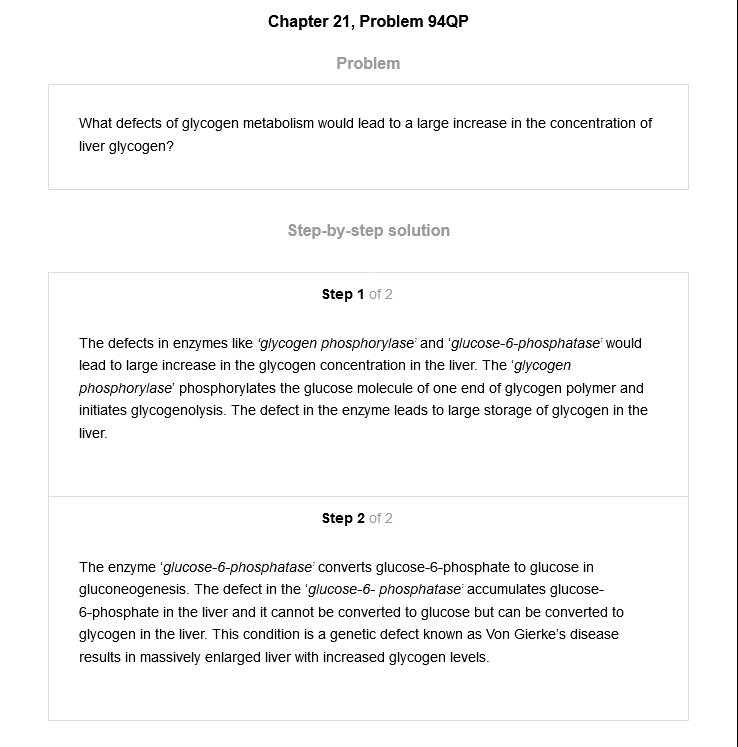 Chapter 21, Problem 94QP
Problem
What defects of glycogen metabolism would lead to a large increase in the concentration of
liver glycogen?
Step-by-step solution
Step 1 of 2
The defects in enzymes like ‘glycogen phosphorylase’ and ‘glucose-6-phosphatase’ would
lead to large increase in the glycogen concentration in the liver. The ‘glycogen
phosphorylase’ phosphorylates the glucose molecule of one end of glycogen polymer and
initiates glycogenolysis. The defect in the enzyme leads to large storage of glycogen in the
liver.
Step 2 of 2
The enzyme ‘glucose-6-phosphatase’ converts glucose-6-phosphate to glucose in
gluconeogenesis. The defect in the ‘glucose-6- phosphatase’ accumulates glucose-
6-phosphate in the liver and it cannot be converted to glucose but can be converted to
glycogen in the liver. This condition is a genetic defect known as Von Gierke’s disease
results in massively enlarged liver with increased glycogen levels.